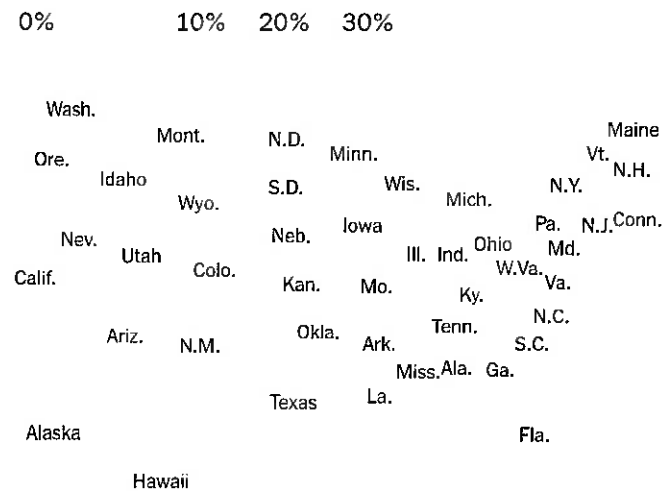 0% 10% 20% 30%
Wash.
Maine
Mont. N.D.
Minn. Vt.
Ore. N.H.
Idaho S.D. Wis. N.Y.
Wyo. Mich.
Iowa Pa. N.J. Conn.
Nev. Neb.
Utah Ill. Ind. Ohio Md.
Calif. Colo. W.Va.
Kan. Mo. Va.
Ky.
N.C.
Ariz. N.M. Okla. Ark. Tenn. S.C.
Miss. Ala. Ga.
Texas La.
Alaska Fla.
Hawaii